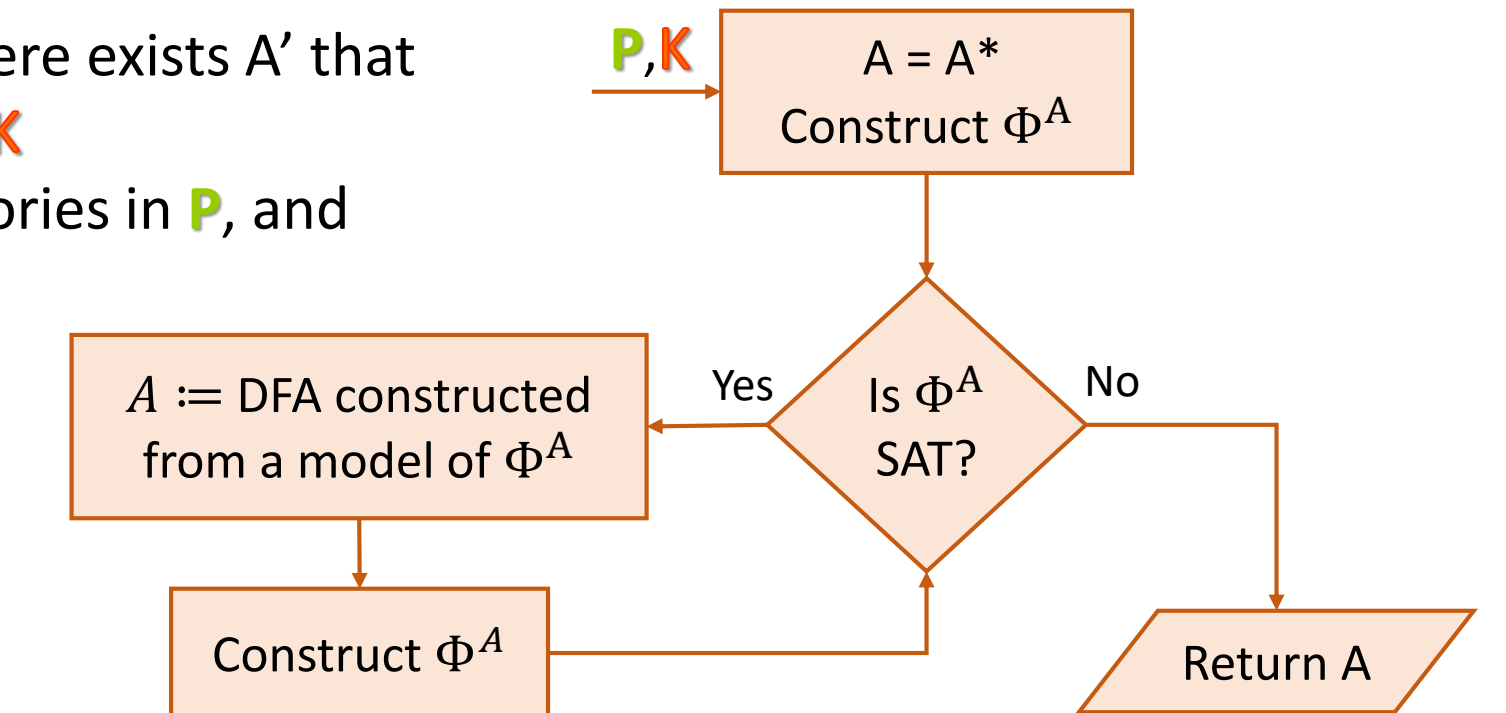 ere exists A’ that
K
ories in P, and
P,K
A = A*
Construct Φ^A
Is Φ^A
SAT?
Yes
No
𝐴 ≔ DFA constructed
from a model of Φ^A
Construct Φ^𝐴
Return A